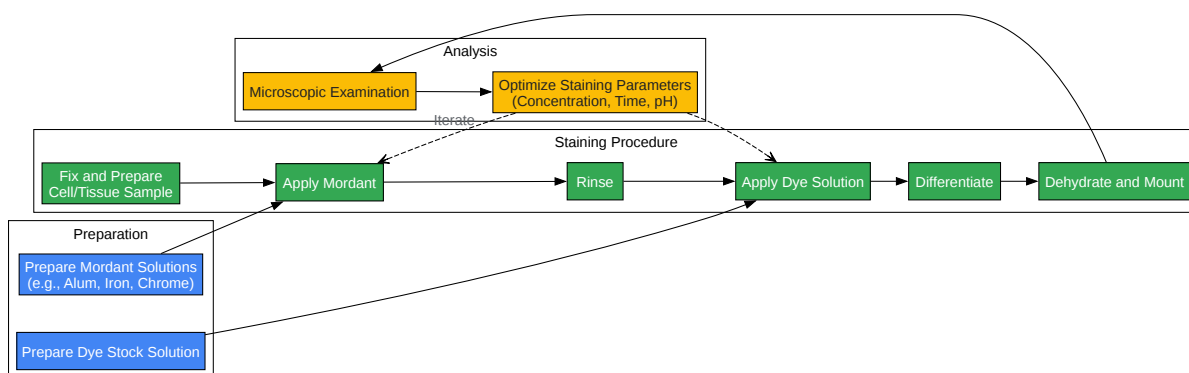 Analysis
Microscopic Examination
Optimize Staining Parameters
(Concentration, Time, pH)
Iterate
Staining Procedure
Fix and Prepare
Cell/Tissue Sample
Apply Mordant
Rinse
Apply Dye Solution
Differentiate
Dehydrate and Mount
Preparation
Prepare Mordant Solutions
(e.g., Alum, Iron, Chrome)
Prepare Dye Stock Solution